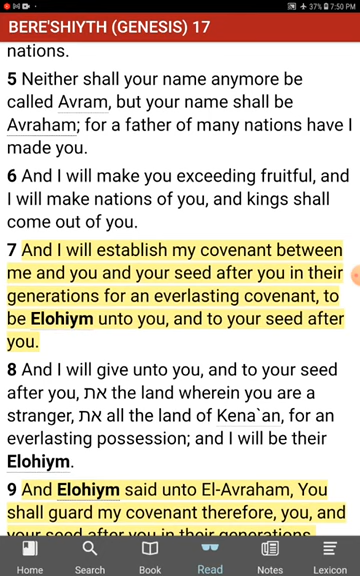 37% 7:50 PM
BERE'SHIYTH (GENESIS) 17
nations.
5 Neither shall your name anymore be
called Avram, but your name shall be
Avraham; for a father of many nations have I
made you.
6 And I will make you exceeding fruitful, and
I will make nations of you, and kings shall
come out of you.
7 And I will establish my covenant between
me and you and your seed after you in their
generations for an everlasting covenant, to
be Elohiym unto you, and to your seed after
you.
8 And I will give unto you, and to your seed
after you, את the land wherein you are a
stranger, את all the land of Kena`an, for an
everlasting possession; and I will be their
Elohiym.
9 And Elohiym said unto El-Avraham, You
shall guard my covenant therefore, you, and
your seed after you in their generations
Home Search Book Read Notes Lexicon